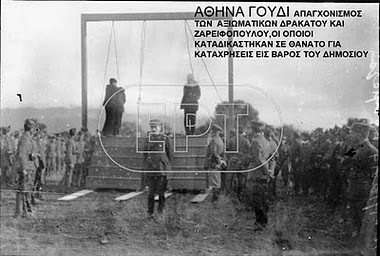 ΑΘΗΝΑ ΓΟΥΔΙ ΑΠΑΓΧΟΝΙΣΜΟΣ
ΤΩΝ ΑΞΙΩΜΑΤΙΚΩΝ ΔΡΑΚΑΤΟΥ ΚΑΙ
ΖΑΡΕΙΦΟΠΟΥΛΟΥ,ΟΙ ΟΠΟΙΟΙ
ΚΑΤΑΔΙΚΑΣΤΗΚΑΝ ΣΕ ΘΑΝΑΤΟ ΓΙΑ
ΚΑΤΑΧΡΗΣΕΙΣ ΕΙΣ ΒΑΡΟΣ ΤΟΥ ΔΗΜΟΣΙΟΥ
ΕΡΤ